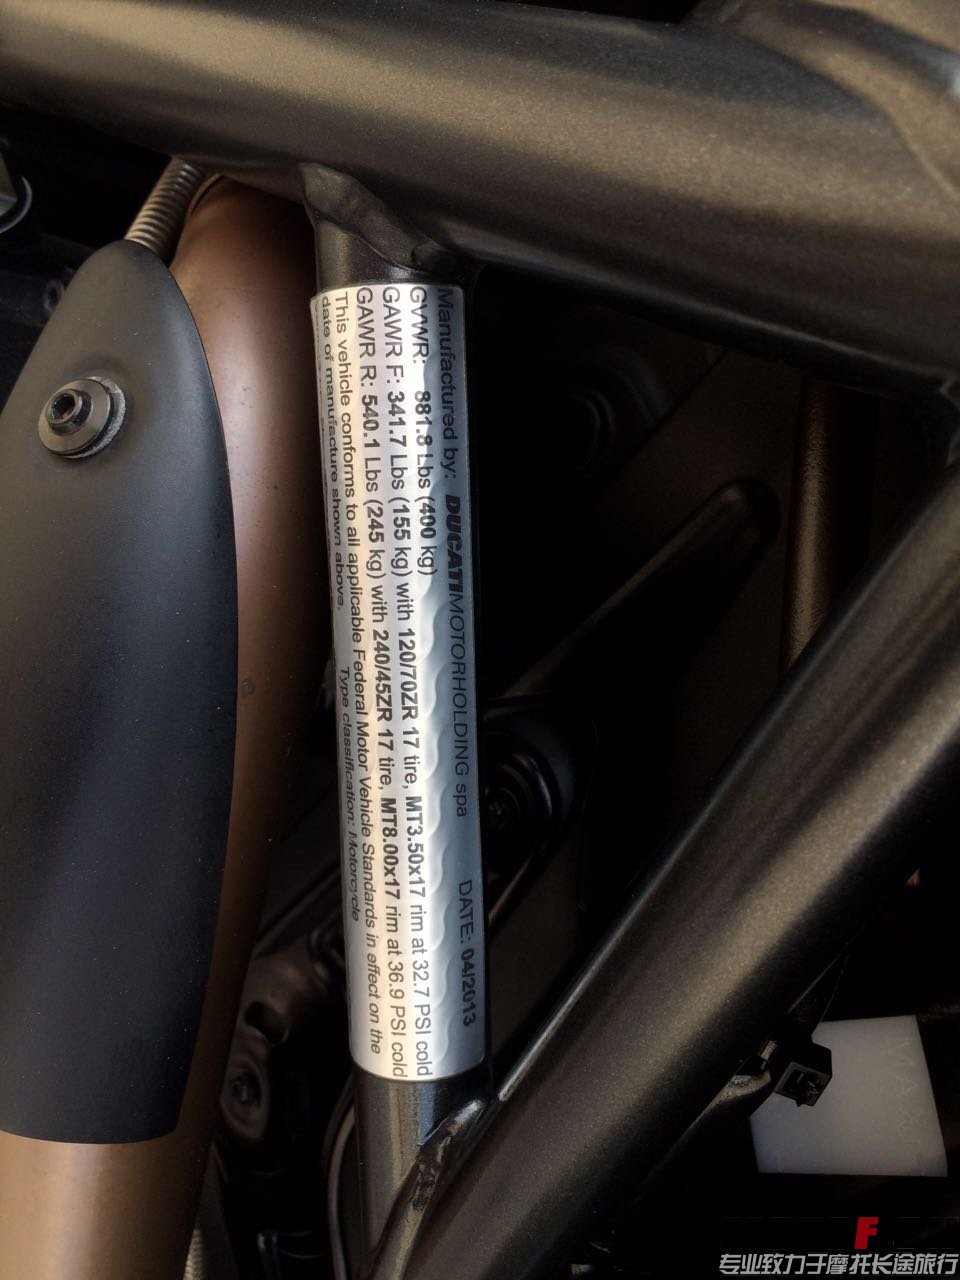 Manufactured by: DUCATIMOTORHOLDING spa DATE: 04/2013
GVWR: 881.8 Lbs (400 kg)
GAWR F: 341.7 Lbs (155 kg) with 120/70ZR 17 tire, MT3.50x17 rim at 32.7 PSI cold
GAWR R: 540.1 Lbs (245 kg) with 240/45ZR 17 tire, MT8.00x17 rim at 36.9 PSI cold
This vehicle conforms to all applicable Federal Motor Vehicle Standards in effect on the
date of manufacture shown above. Type classification: Motorcycle
专业致力于摩托长途旅行